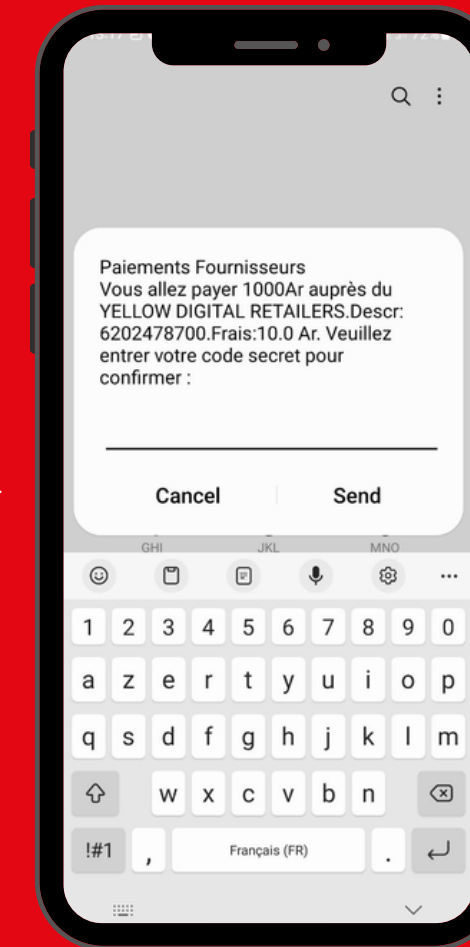 Paiements Fournisseurs
Vous allez payer 1000Ar auprès du
YELLOW DIGITAL RETAILERS.Descr:
6202478700.Frais:10.0 Ar. Veuillez
entrer votre code secret pour
confirmer :
Cancel Send
GHI JKL MNO
1 2 3 4 5 6 7 8 9 0
a z e r t y u i o p
q s d f g h j k l m
w x c v b n
!#1 , Français (FR) .